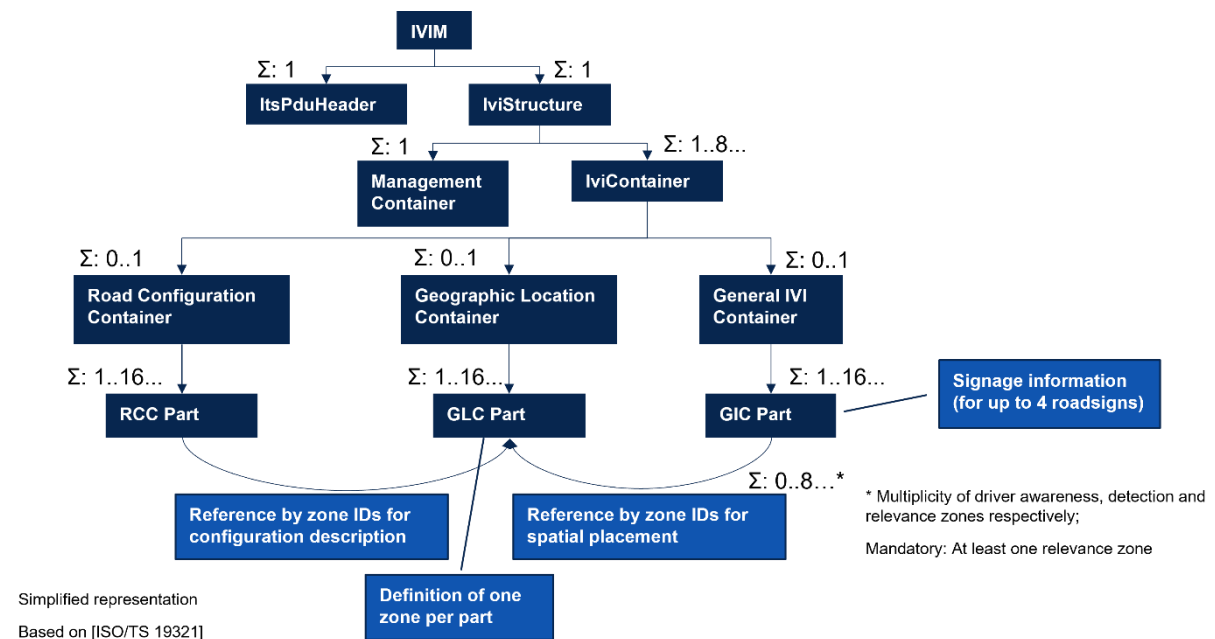 IVIM
Σ: 1
Σ: 1
ItsPduHeader
IviStructure
Σ: 1
Σ: 1..8...
Management
Container
IviContainer
Σ: 0..1
Σ: 0..1
Σ: 0..1
Road Configuration
Container
Geographic Location
Container
General IVI
Container
Σ: 1..16...
Σ: 1..16...
Σ: 1..16...
Signage information
(for up to 4 roadsigns)
RCC Part
GLC Part
GIC Part
Σ: 0..8...*
Reference by zone IDs for
configuration description
Reference by zone IDs for
spatial placement
* Multiplicity of driver awareness, detection and
relevance zones respectively;
Mandatory: At least one relevance zone
Definition of one
zone per part
Simplified representation
Based on [ISO/TS 19321]